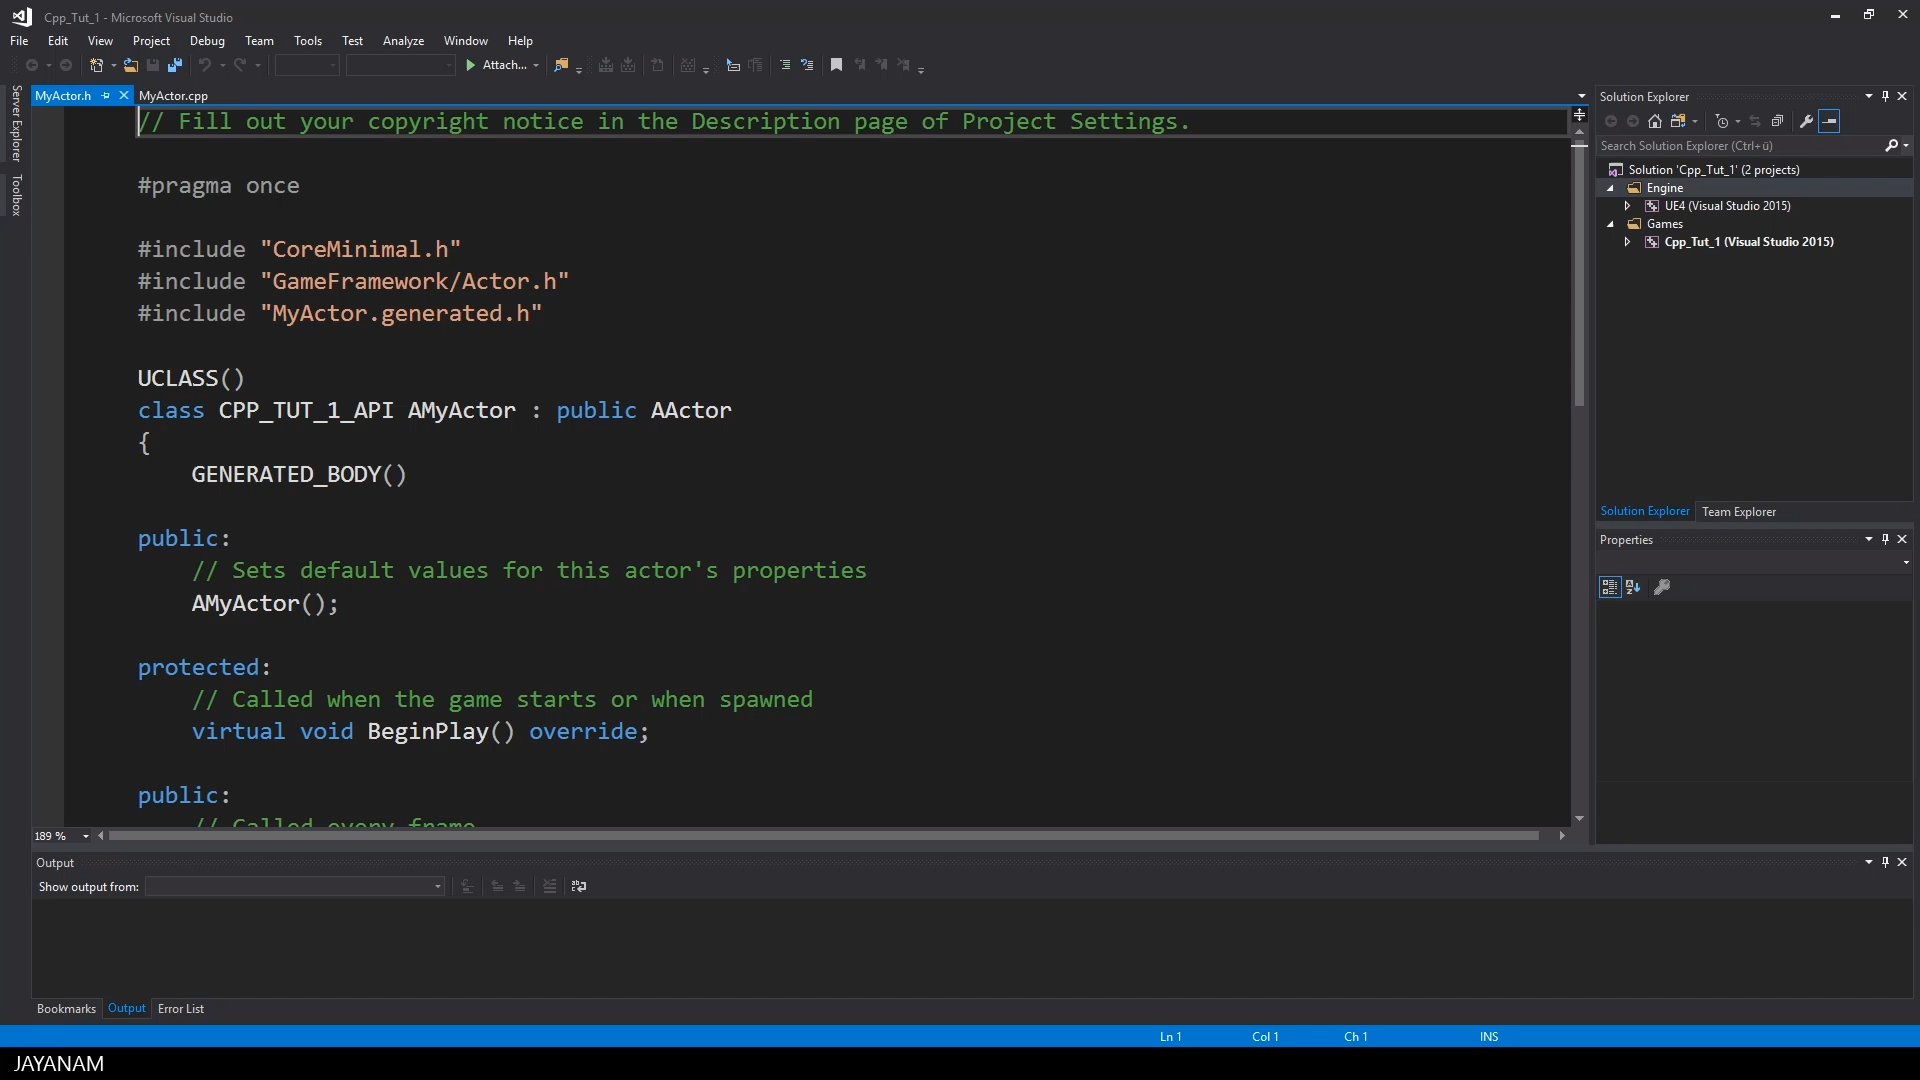 Cpp_Tut_1 - Microsoft Visual Studio
File Edit View Project Debug Team Tools Test Analyze Window Help
Attach...
Server Explorer
Toolbox
MyActor.h MyActor.cpp
// Fill out your copyright notice in the Description page of Project Settings.
#pragma once
#include "CoreMinimal.h"
#include "GameFramework/Actor.h"
#include "MyActor.generated.h"
UCLASS()
class CPP_TUT_1_API AMyActor : public AActor
{
GENERATED_BODY()
public:
// Sets default values for this actor's properties
AMyActor();
protected:
// Called when the game starts or when spawned
virtual void BeginPlay() override;
public:
// Called every frame
189 %
Solution Explorer
Search Solution Explorer (Ctrl+ü)
Solution 'Cpp_Tut_1' (2 projects)
Engine
UE4 (Visual Studio 2015)
Games
Cpp_Tut_1 (Visual Studio 2015)
Solution Explorer Team Explorer
Properties
Output
Show output from:
Bookmarks Output Error List
Ln 1 Col 1 Ch 1 INS
JAYANAM